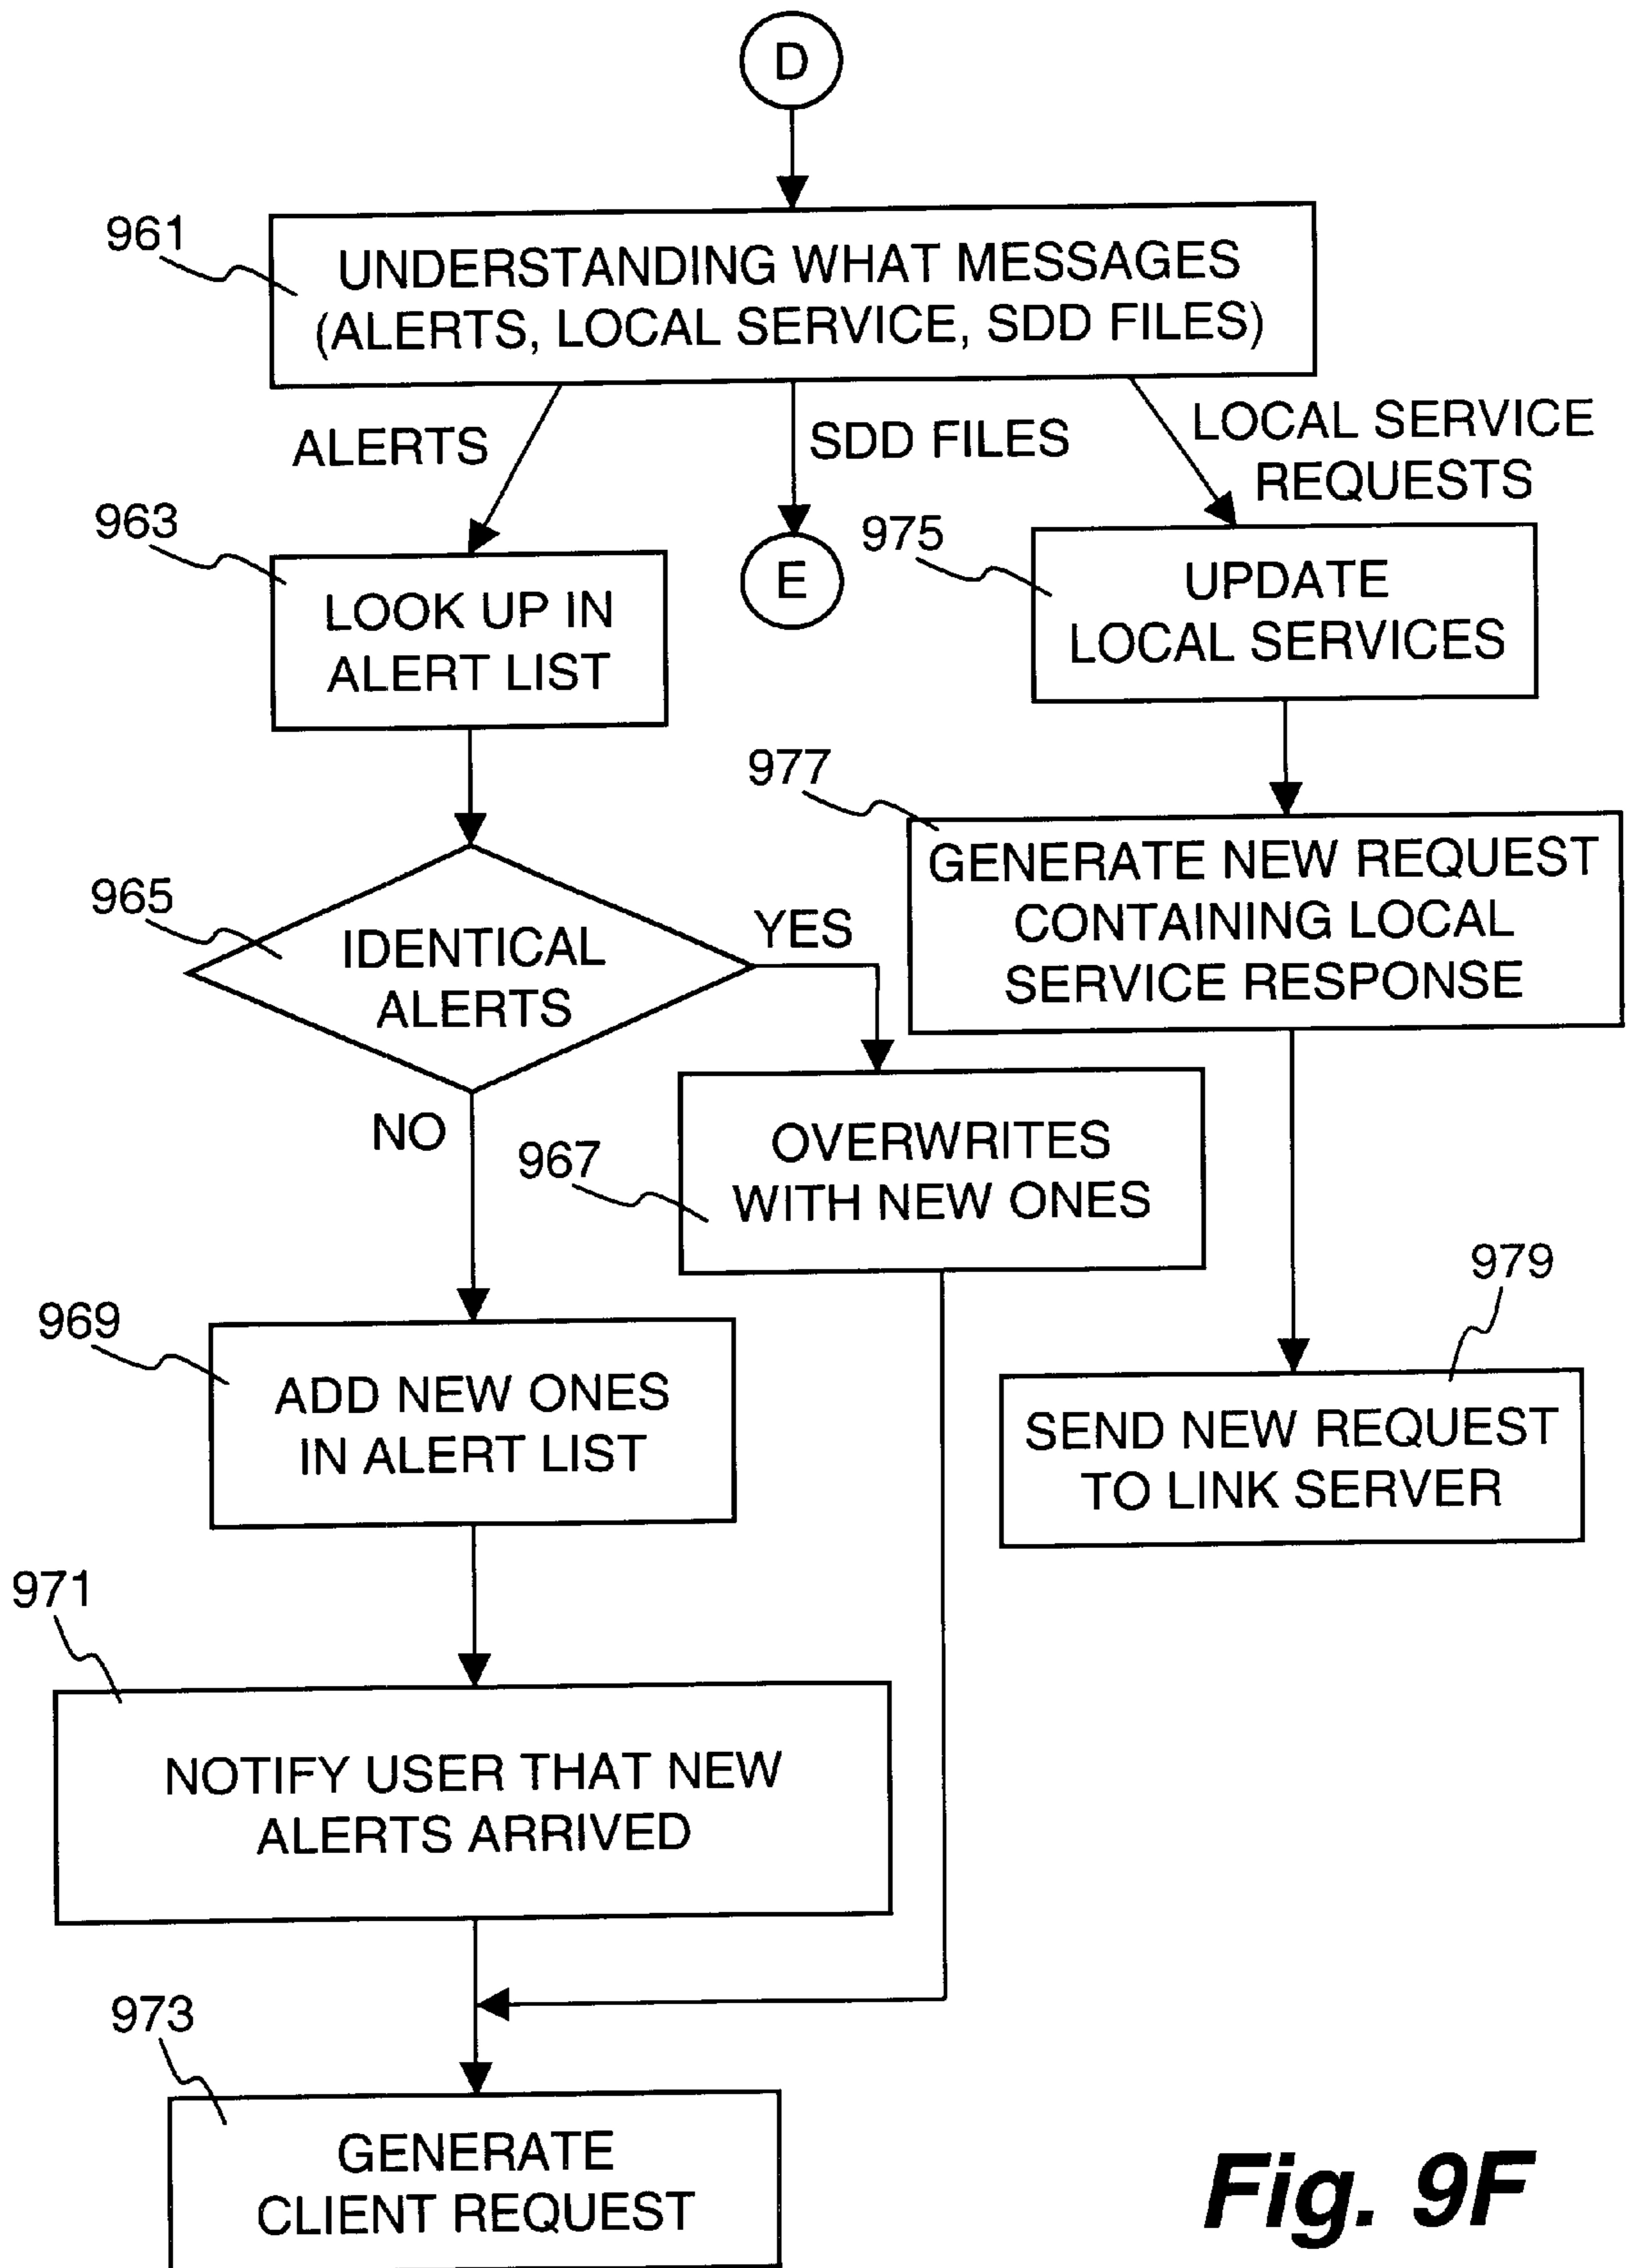 D
961
UNDERSTANDING WHAT MESSAGES
(ALERTS, LOCAL SERVICE, SDD FILES)
ALERTS
SDD FILES
LOCAL SERVICE
REQUESTS
963
LOOK UP IN
ALERT LIST
E
975
UPDATE
LOCAL SERVICES
977
GENERATE NEW REQUEST
CONTAINING LOCAL
SERVICE RESPONSE
965
IDENTICAL
ALERTS
YES
NO
967
OVERWRITES
WITH NEW ONES
979
SEND NEW REQUEST
TO LINK SERVER
969
ADD NEW ONES
IN ALERT LIST
971
NOTIFY USER THAT NEW
ALERTS ARRIVED
973
GENERATE
CLIENT REQUEST
Fig. 9F